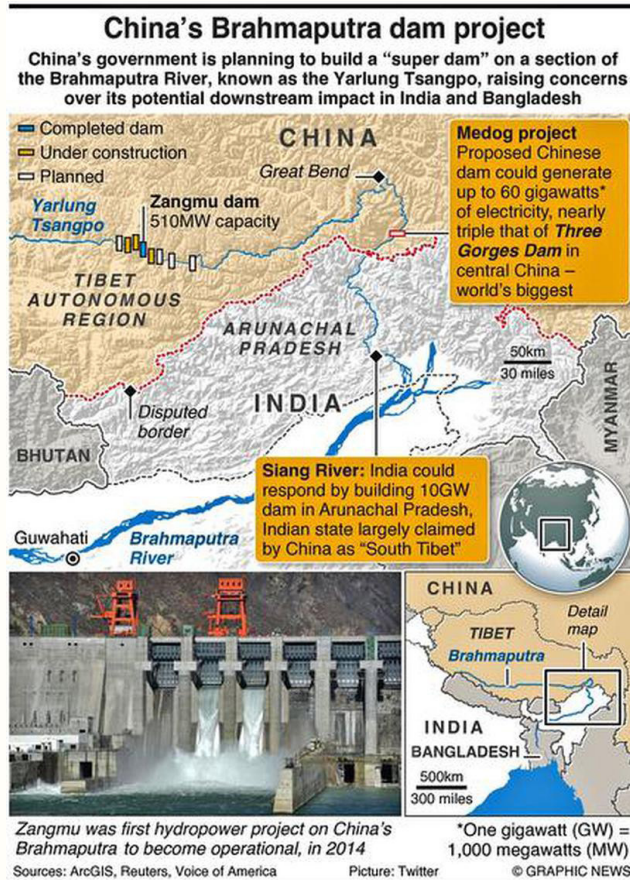 China's Brahmaputra dam project
China's government is planning to build a "super dam" on a section
of the Brahmaputra River, known as the Yarlung Tsangpo, raising concerns
over its potential downstream impact in India and Bangladesh
Completed dam
Under construction
Planned
CHINA
Great Bend
Medog project
Proposed Chinese
dam could generate
up to 60 gigawatts*
of electricity, nearly
triple that of Three
Gorges Dam in
central China –
world's biggest
Yarlung
Tsangpo
Zangmu dam
510MW capacity
TIBET
AUTONOMOUS
REGION
ARUNACHAL
PRADESH
50km
30 miles
INDIA
Disputed
border
BHUTAN
MYANMAR
Siang River: India could
respond by building 10GW
dam in Arunachal Pradesh,
Indian state largely claimed
by China as "South Tibet"
Guwahati
Brahmaputra
River
CHINA
TIBET
Detail
map
Brahmaputra
INDIA
BANGLADESH
500km
300 miles
Zangmu was first hydropower project on China's
Brahmaputra to become operational, in 2014
*One gigawatt (GW) =
1,000 megawatts (MW)
Sources: ArcGIS, Reuters, Voice of America
Picture: Twitter
© GRAPHIC NEWS